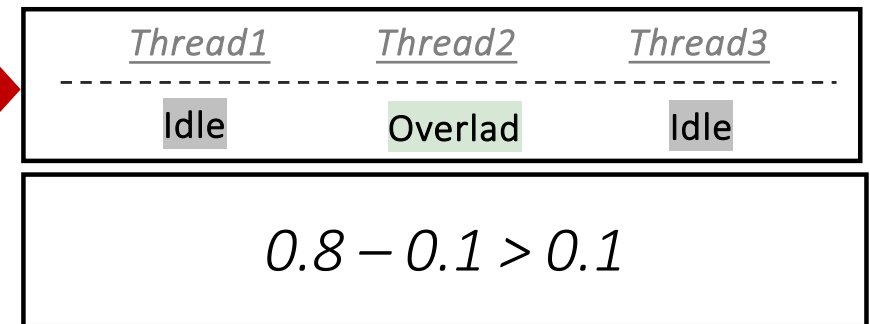 Thread1 Thread2 Thread3
Idle Overlad Idle
0.8 – 0.1 > 0.1